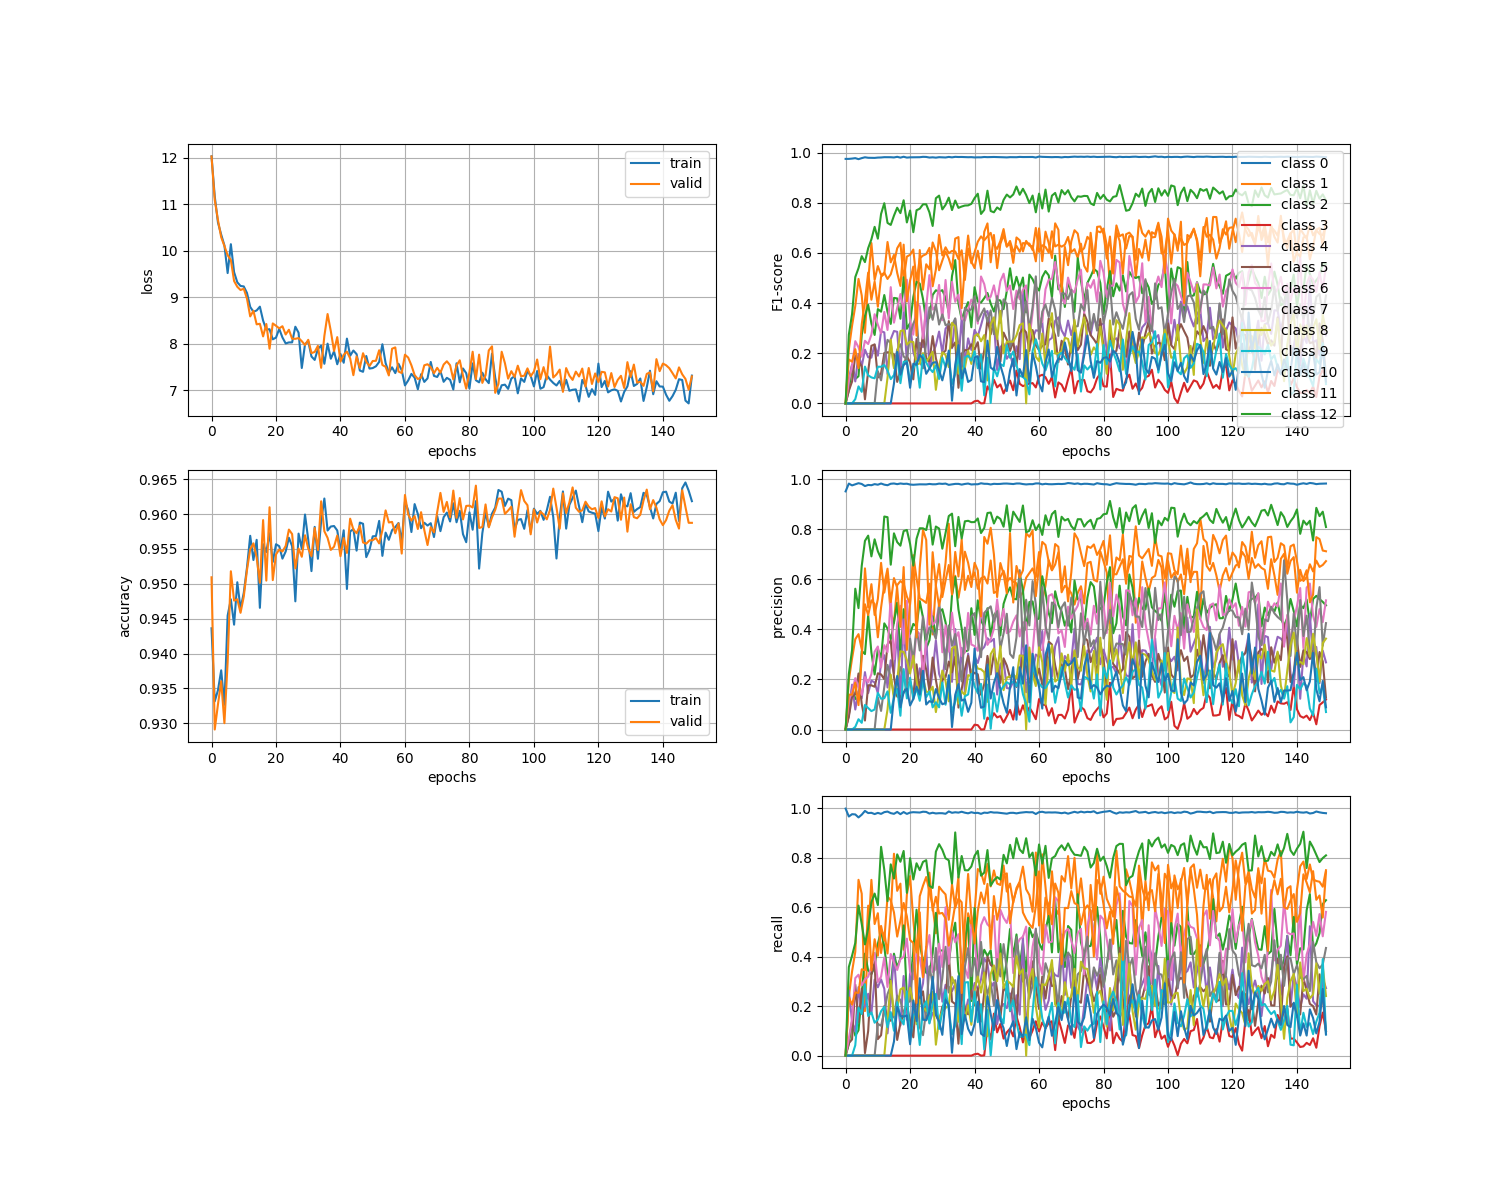 train
valid
12
11
10
9
8
7
loss
0 20 40 60 80 100 120 140
epochs
class 0
class 1
class 2
class 3
class 4
class 5
class 6
class 7
class 8
class 9
class 10
class 11
class 12
1.0
0.8
0.6
0.4
0.2
0.0
F1-score
0 20 40 60 80 100 120 140
epochs
0.965
0.960
0.955
0.950
0.945
0.940
0.935
0.930
accuracy
train
valid
0 20 40 60 80 100 120 140
epochs
1.0
0.8
0.6
0.4
0.2
0.0
precision
0 20 40 60 80 100 120 140
epochs
1.0
0.8
0.6
0.4
0.2
0.0
recall
0 20 40 60 80 100 120 140
epochs